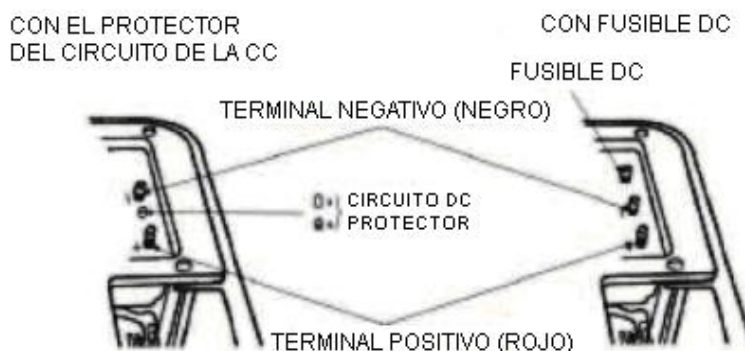 CON EL PROTECTOR
DEL CIRCUITO DE LA CC
CON FUSIBLE DC
FUSIBLE DC
TERMINAL NEGATIVO (NEGRO)
CIRCUITO DC
PROTECTOR
TERMINAL POSITIVO (ROJO)